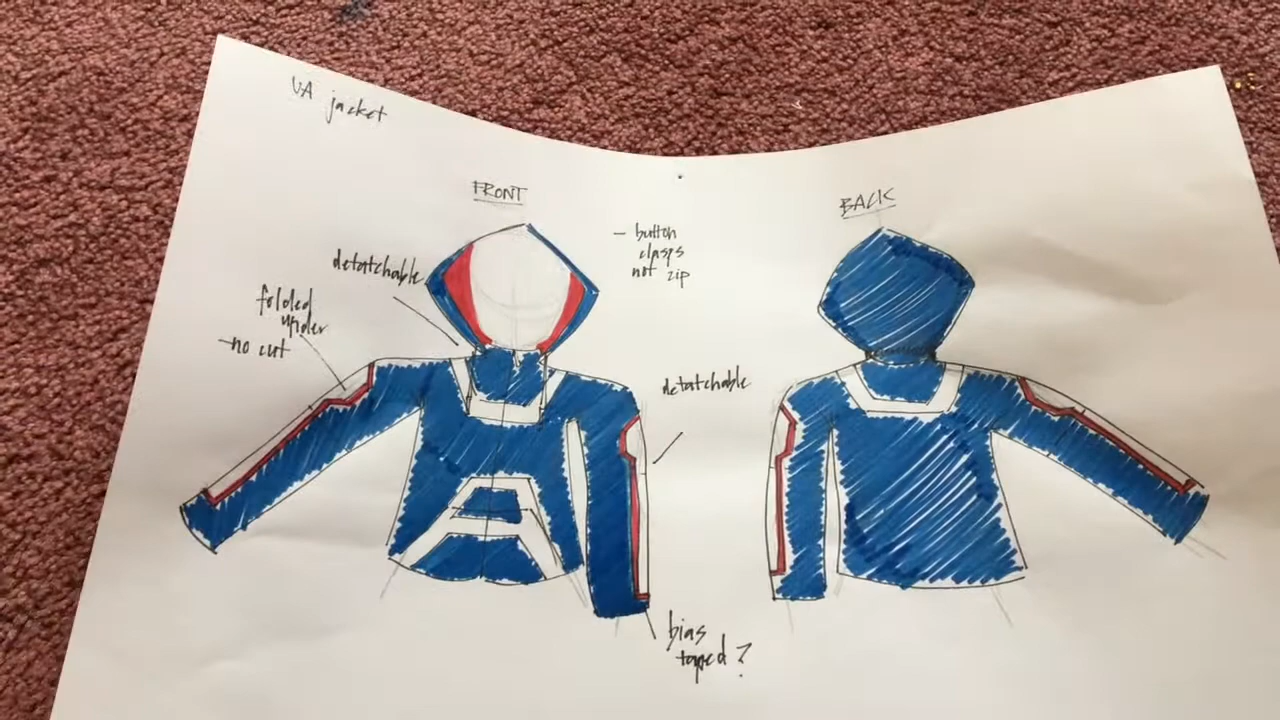 UA jacket
FRONT
BACK
- button
clasps
not zip
detatchable
folded
under
- no cut
detatchable
bias
taped?